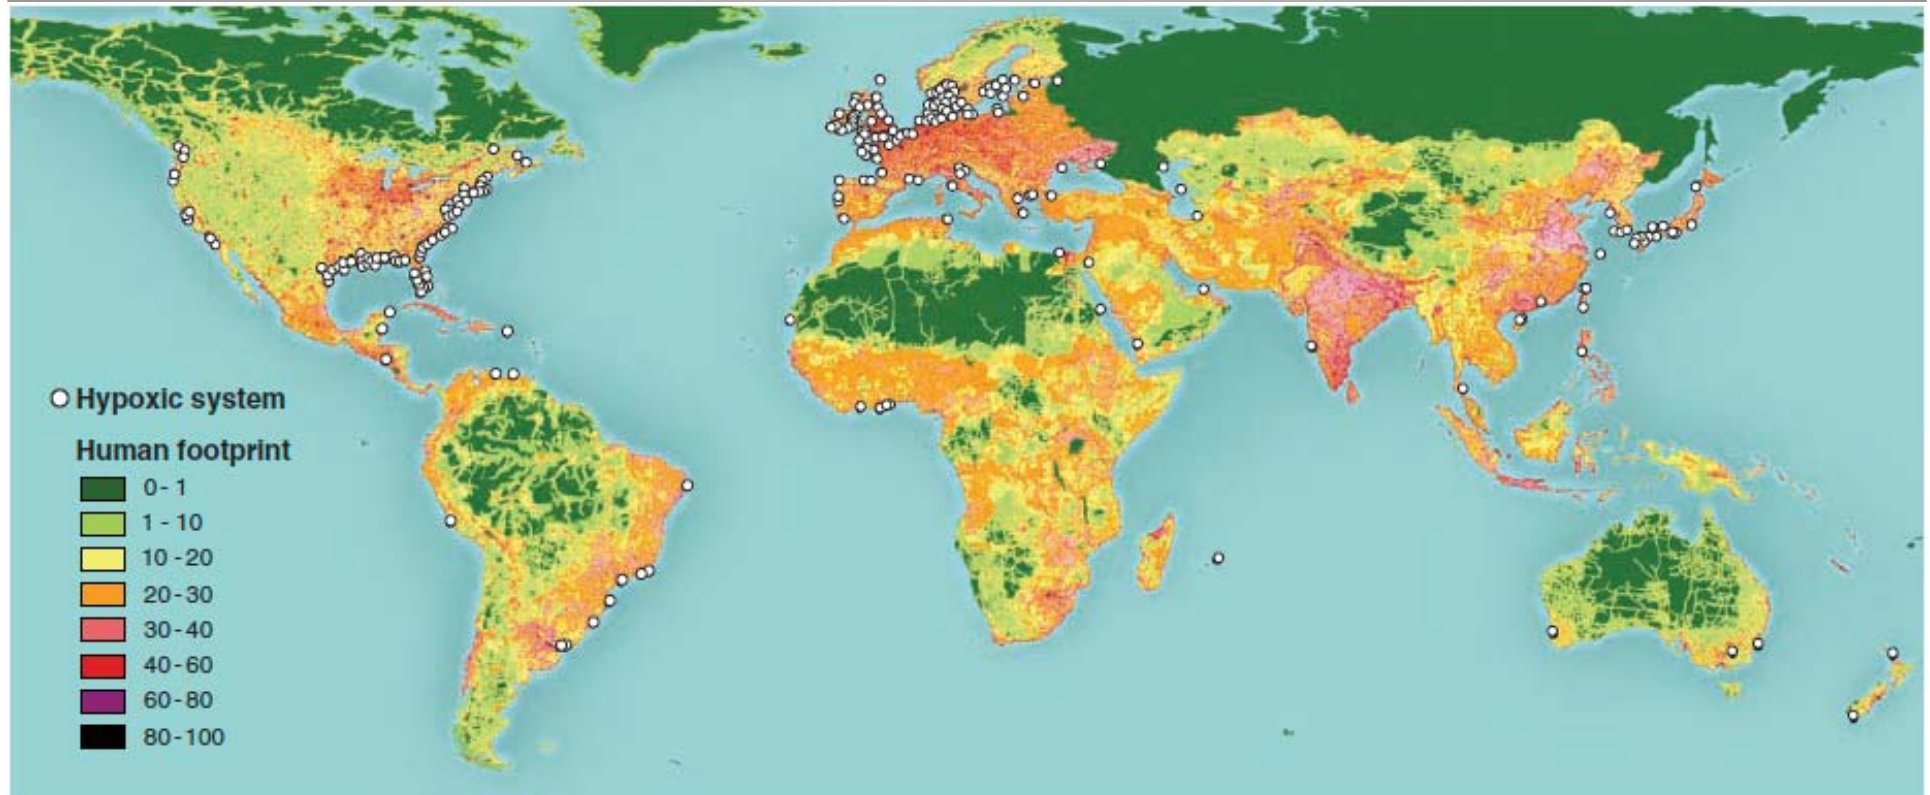 Hypoxic system
Human footprint
0 - 1
1 - 10
10 - 20
20 - 30
30 - 40
40 - 60
60 - 80
80 - 100